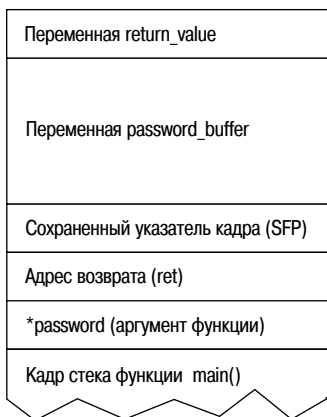 Переменная return_value
Переменная password_buffer
Сохраненный указатель кадра (SFP)
Адрес возврата (ret)
*password (аргумент функции)
Кадр стека функции main()